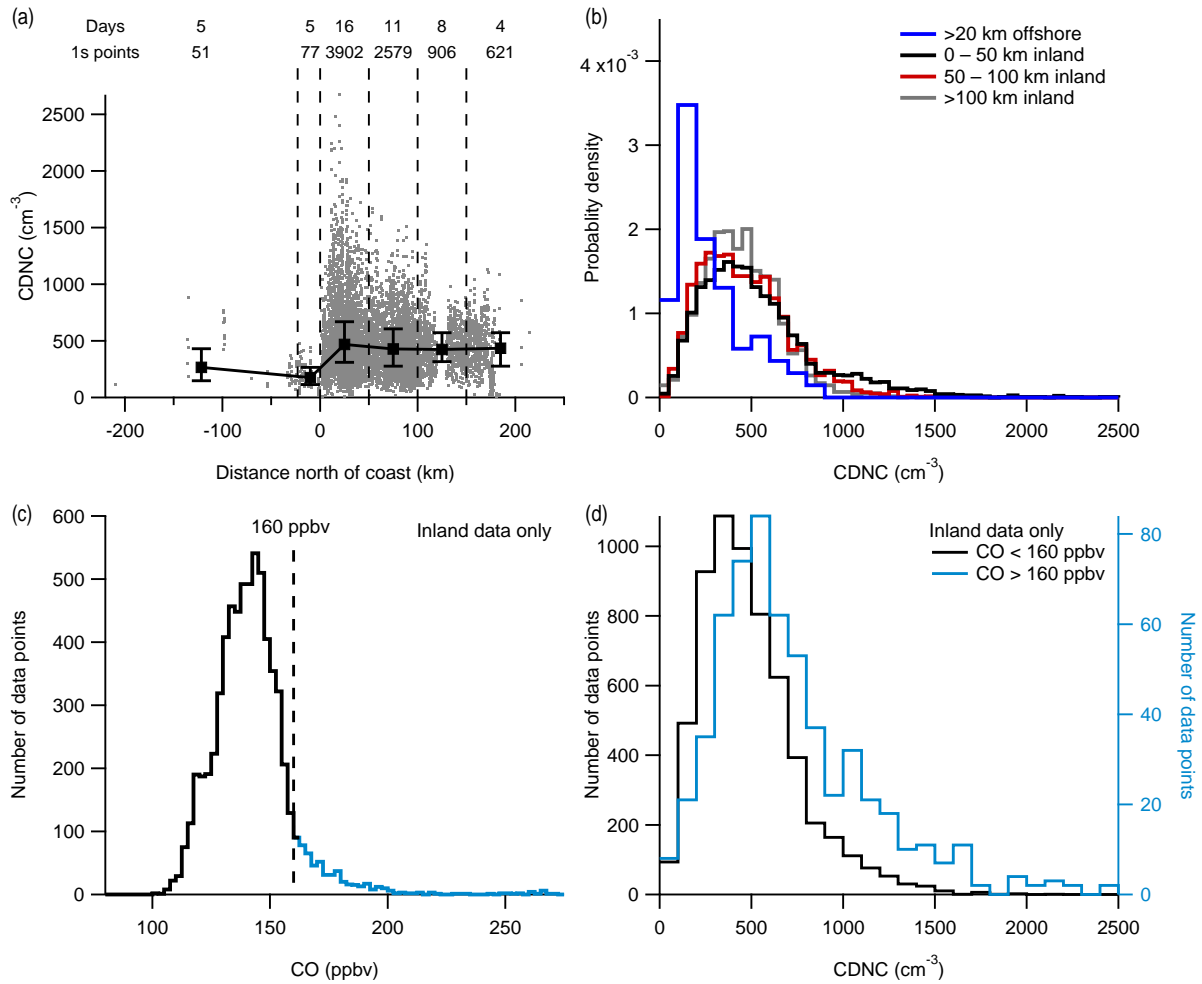 (a)
Days 5 5 16 11 8 4
1s points 51 77 3902 2579 906 621
2500
2000
1500
1000
500
0
CDNC (cm-3)
-200 -100 0 100 200
Distance north of coast (km)
(b)
>20 km offshore
0 – 50 km inland
50 – 100 km inland
>100 km inland
4 x10-3
3
2
1
0
Probablity density
0 500 1000 1500 2000 2500
CDNC (cm-3)
(c)
160 ppbv
Inland data only
600
500
400
300
200
100
0
Number of data points
100 150 200 250
CO (ppbv)
(d)
Inland data only
CO < 160 ppbv
CO > 160 ppbv
1000
800
600
400
200
0
Number of data points
80
60
40
20
0
Number of data points
0 500 1000 1500 2000 2500
CDNC (cm-3)